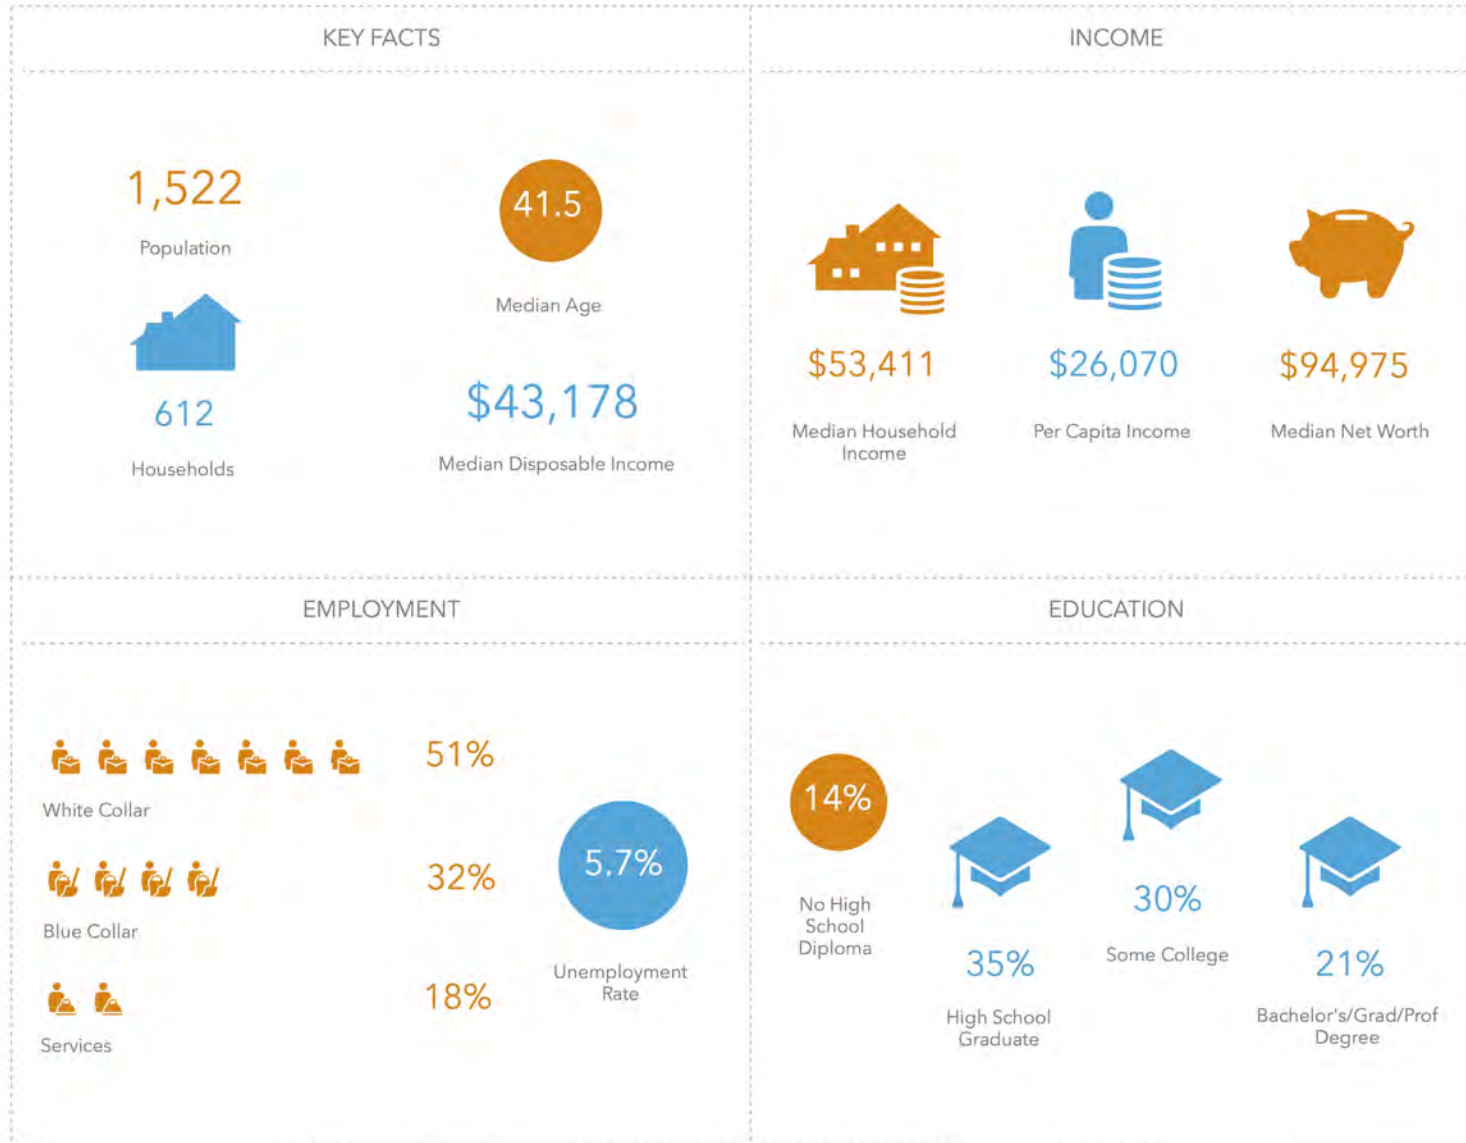 KEY FACTS
1,522
Population
612
Households
41.5
Median Age
$43,178
Median Disposable Income
INCOME
$53,411
Median Household
Income
$26,070
Per Capita Income
$94,975
Median Net Worth
EMPLOYMENT
51%
White Collar
32%
Blue Collar
18%
Services
5.7%
Unemployment
Rate
EDUCATION
14%
No High
School
Diploma
35%
High School
Graduate
30%
Some College
21%
Bachelor's/Grad/Prof
Degree